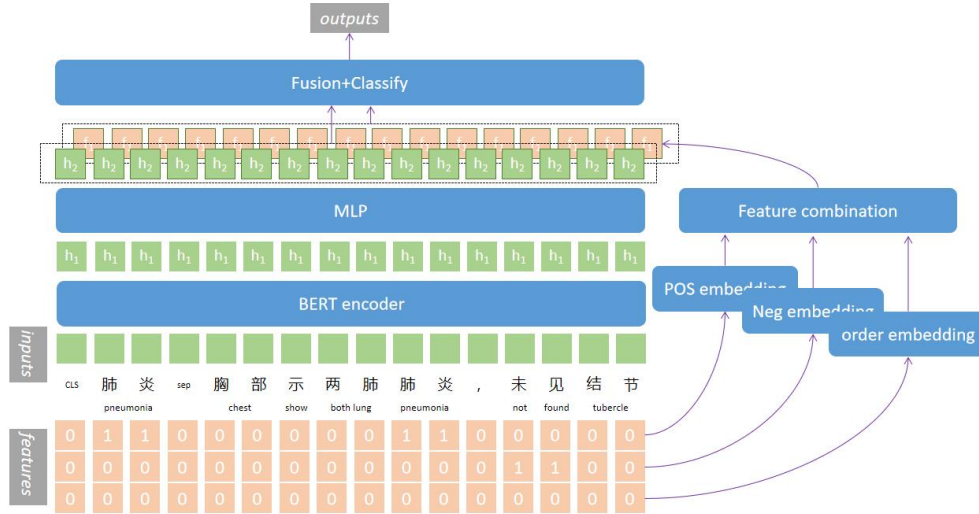 outputs
Fusion+Classify
h₂ h₂ h₂ h₂ h₂ h₂ h₂ h₂ h₂ h₂ h₂ h₂ h₂ h₂ h₂ h₂
MLP
Feature combination
h₁ h₁ h₁ h₁ h₁ h₁ h₁ h₁ h₁ h₁ h₁ h₁ h₁ h₁ h₁ h₁
BERT encoder
POS embedding
Neg embedding
order embedding
inputs
CLS 肺 炎 sep 胸 部 示 两 肺 肺 炎 , 未 见 结 节
pneumonia chest show both lung pneumonia not found tubercle
features
0 1 1 0 0 0 0 0 0 1 1 0 0 0 0 0
0 0 0 0 0 0 0 0 0 0 0 0 1 1 0 0
0 0 0 0 0 0 0 0 0 0 0 0 0 0 0 0